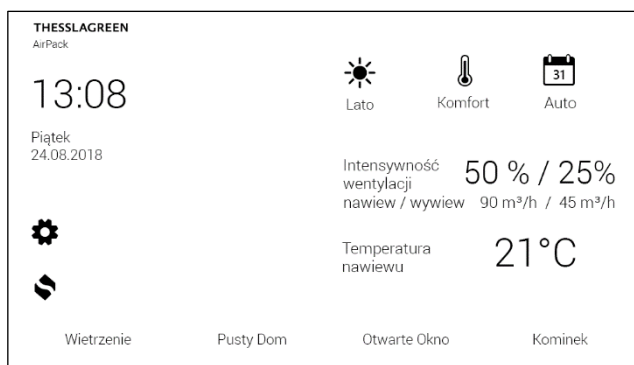 THESSLAGREEN
AirPack
13:08
Piątek
24.08.2018
31
Lato
Komfort
Auto
Intensywność
wentylacji
nawiew / wywiew
50 % / 25%
90 m³/h / 45 m³/h
Temperatura
nawiewu
21°C
Wietrzenie
Pusty Dom
Otwarte Okno
Kominek